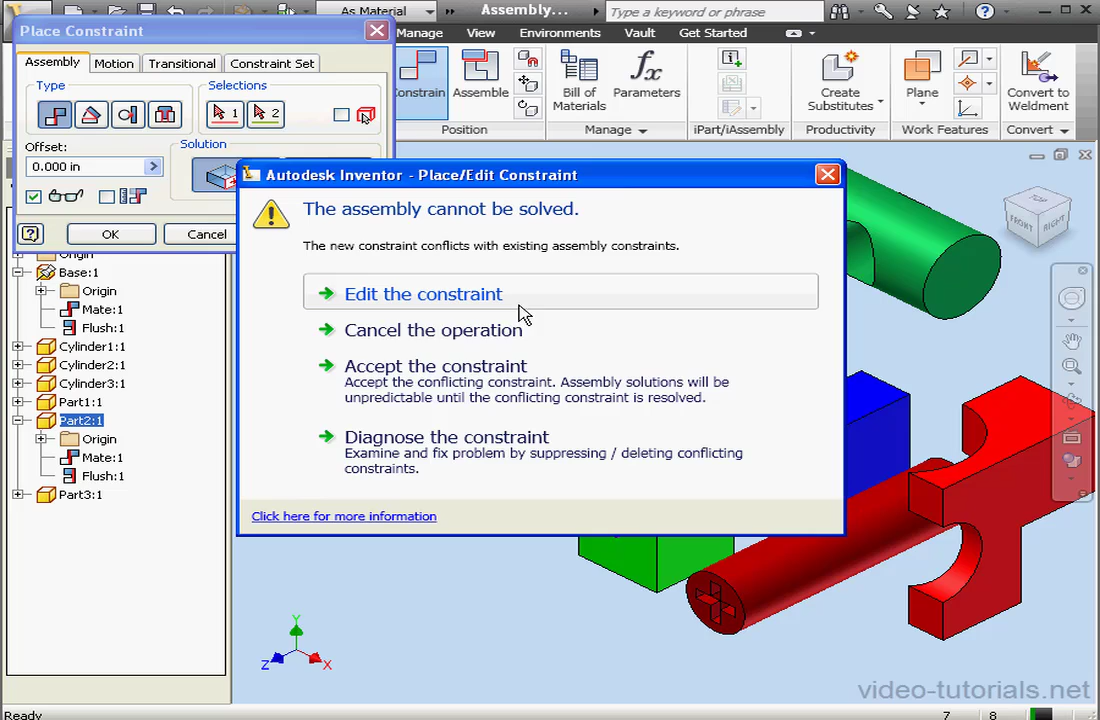 As Material
Assembly...
Type a keyword or phrase
Place Constraint
Manage
View
Environments
Vault
Get Started
Assembly
Motion
Transitional
Constraint Set
Type
Selections
1
2
Offset:
0.000 in
Solution
OK
Cancel
Constrain
Assemble
Bill of
Materials
Parameters
Create
Substitutes
Plane
Convert to
Weldment
Position
Manage
iPart/iAssembly
Productivity
Work Features
Convert
Autodesk Inventor - Place/Edit Constraint
The assembly cannot be solved.
The new constraint conflicts with existing assembly constraints.
Edit the constraint
Cancel the operation
Accept the constraint
Accept the conflicting constraint. Assembly solutions will be
unpredictable until the conflicting constraint is resolved.
Diagnose the constraint
Examine and fix problem by suppressing / deleting conflicting
constraints.
Click here for more information
Origin
Base:1
Origin
Mate:1
Flush:1
Cylinder1:1
Cylinder2:1
Cylinder3:1
Part1:1
Part2:1
Origin
Mate:1
Flush:1
Part3:1
FRONT
RIGHT
Y
Z
X
video-tutorials.net
Ready
7
8